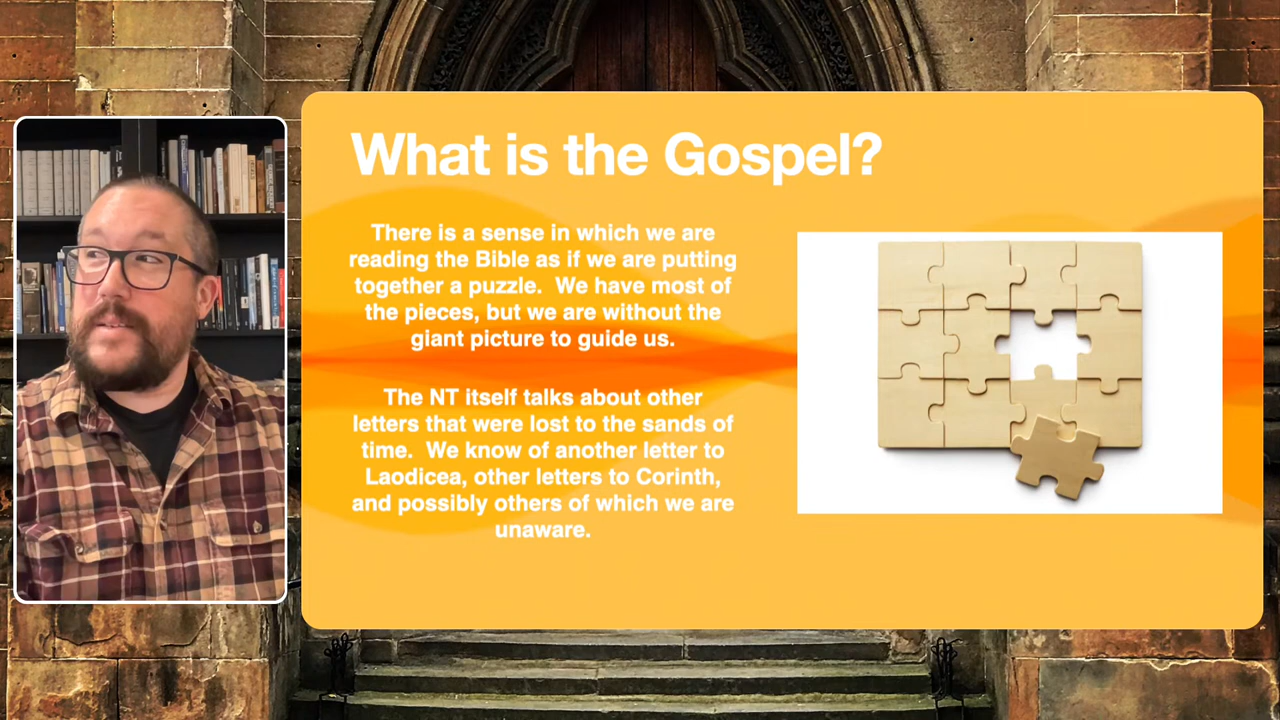 What is the Gospel?
There is a sense in which we are
reading the Bible as if we are putting
together a puzzle.  We have most of
the pieces, but we are without the
giant picture to guide us.
The NT itself talks about other
letters that were lost to the sands of
time.  We know of another letter to
Laodicea, other letters to Corinth,
and possibly others of which we are
unaware.